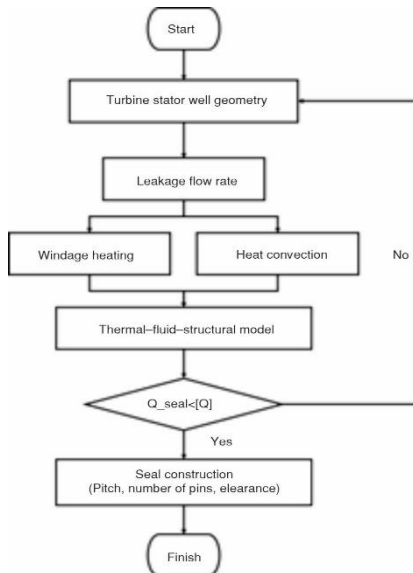 Start
Turbine stator well geometry
Leakage flow rate
Windage heating
Heat convection
No
Thermal–fluid–structural model
Q_seal<[Q]
Yes
Seal construction
(Pitch, number of pins, elearance)
Finish